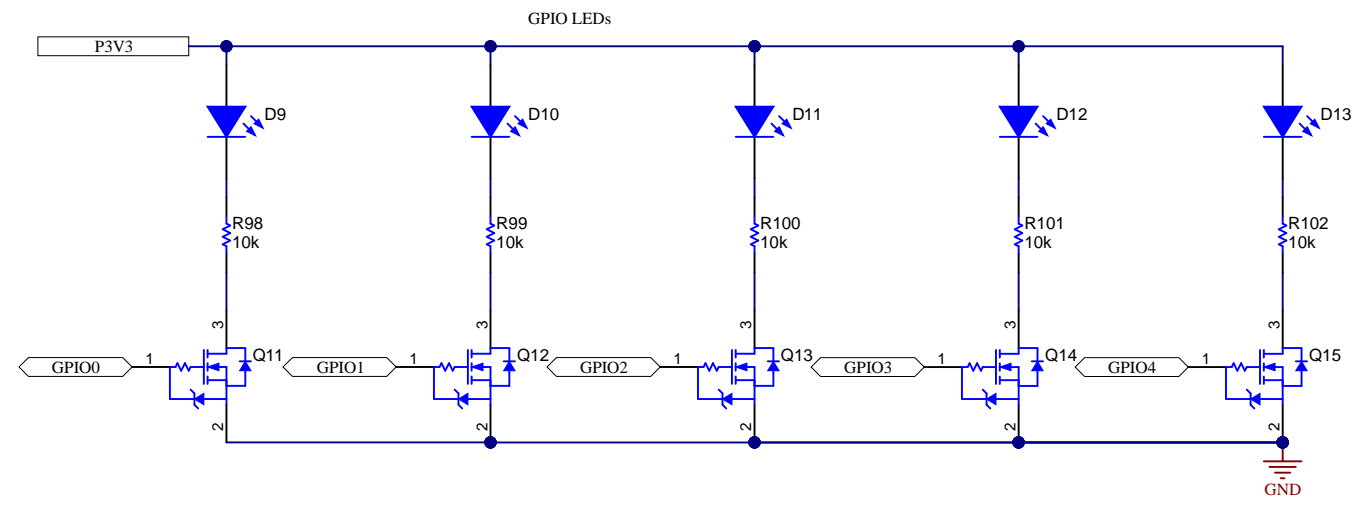 GPIO LEDs
P3V3
D9
D10
D11
D12
D13
R98
10k
R99
10k
R100
10k
R101
10k
R102
10k
3
3
3
3
3
GPIO0
1
Q11
GPIO1
1
Q12
GPIO2
1
Q13
GPIO3
1
Q14
GPIO4
1
Q15
2
2
2
2
2
GND